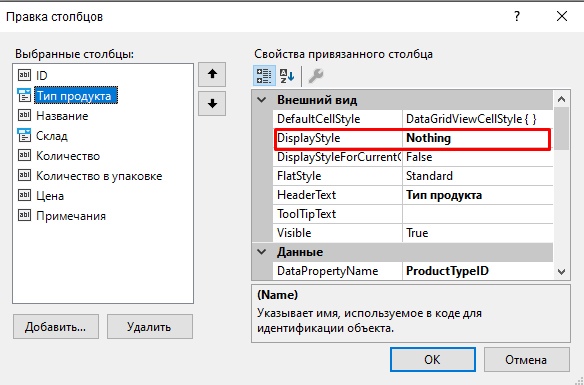 Правка столбцов
Выбранные столбцы:
ID
Тип продукта
Название
Склад
Количество
Количество в упаковке
Цена
Примечания
Добавить...
Удалить
Свойства привязанного столбца
Внешний вид
DefaultCellStyle DataGridViewCellStyle { }
DisplayStyle Nothing
DisplayStyleForCurrentC False
FlatStyle Standard
HeaderText Тип продукта
ToolTipText
Visible True
Данные
DataPropertyName ProductTypeID
(Name)
Указывает имя, используемое в коде для
идентификации объекта.
OK
Отмена